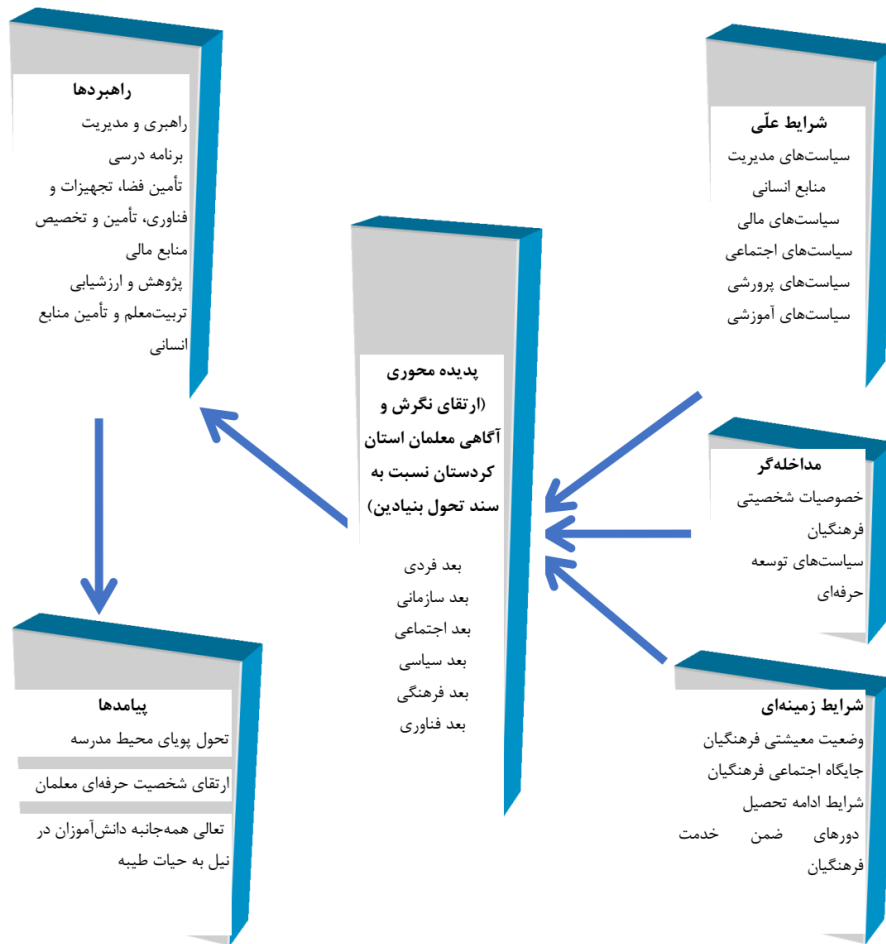 شرایط علّی
سیاست‌های مدیریت
منابع انسانی
سیاست‌های مالی
سیاست‌های اجتماعی
سیاست‌های پرورشی
سیاست‌های آموزشی
مداخله‌گر
خصوصیات شخصیتی
فرهنگیان
سیاست‌های توسعه
حرفه‌ای
شرایط زمینه‌ای
وضعیت معیشتی فرهنگیان
جایگاه اجتماعی فرهنگیان
شرایط ادامه تحصیل
دورهای ضمن خدمت
فرهنگیان
پدیده محوری
(ارتقای نگرش و
آگاهی معلمان استان
کردستان نسبت به
سند تحول بنیادین)
بعد فردی
بعد سازمانی
بعد اجتماعی
بعد سیاسی
بعد فرهنگی
بعد فناوری
راهبردها
راهبری و مدیریت
برنامه درسی
تأمین فضا، تجهیزات و
فناوری، تأمین و تخصیص
منابع مالی
پژوهش و ارزشیابی
تربیت‌معلم و تأمین منابع
انسانی
پیامدها
تحول پویای محیط مدرسه
ارتقای شخصیت حرفه‌ای معلمان
تعالی همه‌جانبه دانش‌آموزان در
نیل به حیات طیبه